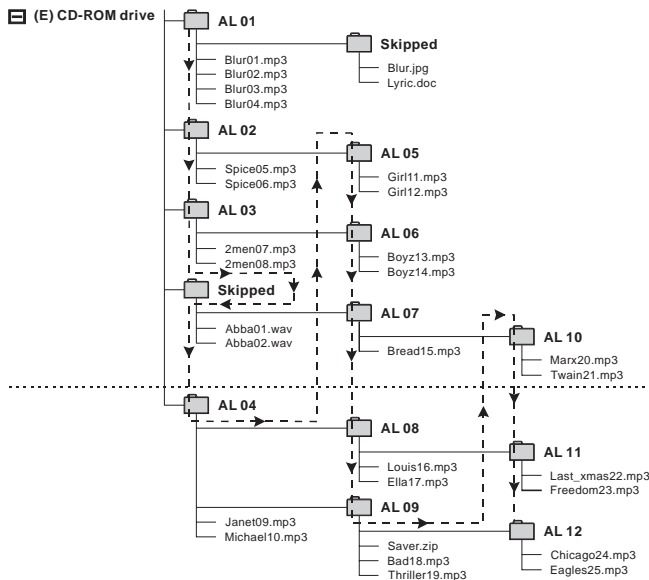 (E) CD-ROM drive
AL 01
Blur01.mp3
Blur02.mp3
Blur03.mp3
Blur04.mp3
Skipped
Blur.jpg
Lyric.doc
AL 02
Spice05.mp3
Spice06.mp3
AL 05
Girl11.mp3
Girl12.mp3
AL 03
2men07.mp3
2men08.mp3
AL 06
Boyz13.mp3
Boyz14.mp3
Skipped
Abba01.wav
Abba02.wav
AL 07
Bread15.mp3
AL 10
Marx20.mp3
Twain21.mp3
AL 04
Janet09.mp3
Michael10.mp3
AL 08
Louis16.mp3
Ella17.mp3
AL 11
Last_xmas22.mp3
Freedom23.mp3
AL 09
Saver.zip
Bad18.mp3
Thriller19.mp3
AL 12
Chicago24.mp3
Eagles25.mp3